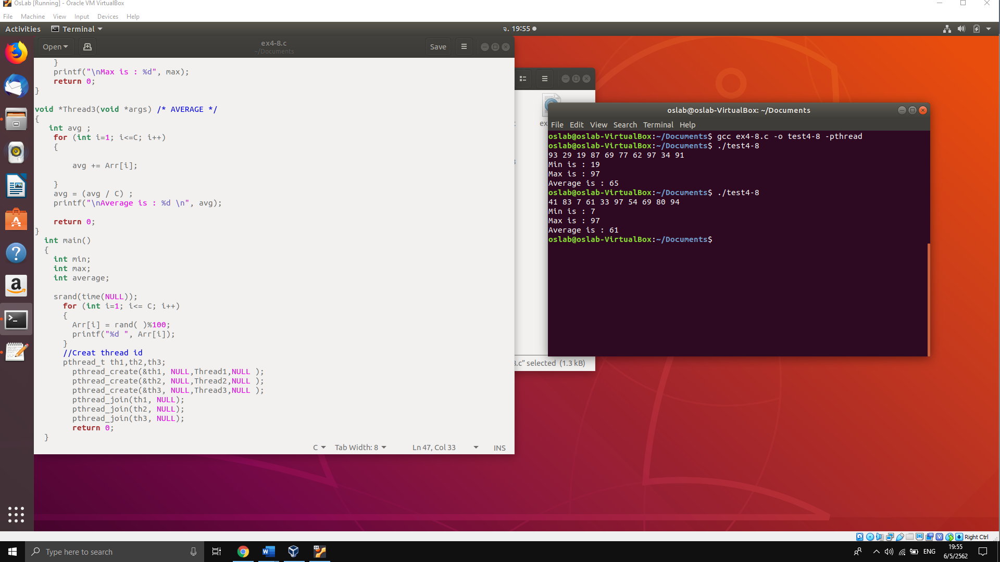 OsLab [Running] - Oracle VM VirtualBox
File Machine View Input Devices Help
Activities Terminal จ. 19:55
Open ex4-8.c Save
~/Documents
    }
    printf("\nMax is : %d", max);
    return 0;
}
void *Thread3(void *args) /* AVERAGE */
{
   int avg ;
    for (int i=1; i<=C; i++)
    {
        avg += Arr[i];
    }
    avg = (avg / C) ;
    printf("\nAverage is : %d \n", avg);
    return 0;
}
  int main()
  {
    int min;
    int max;
    int average;
    srand(time(NULL));
      for (int i=1; i<= C; i++)
      {
        Arr[i] = rand( )%100;
        printf("%d ", Arr[i]);
      }
      //Creat thread id
      pthread_t th1,th2,th3;
        pthread_create(&th1, NULL,Thread1,NULL );
        pthread_create(&th2, NULL,Thread2,NULL );
        pthread_create(&th3, NULL,Thread3,NULL );
        pthread_join(th1, NULL);
        pthread_join(th2, NULL);
        pthread_join(th3, NULL);
        return 0;
  }
C Tab Width: 8 Ln 47, Col 33 INS
ex
8.c” selected (1.3 kB)
oslab@oslab-VirtualBox: ~/Documents
File Edit View Search Terminal Help
oslab@oslab-VirtualBox:~/Documents$ gcc ex4-8.c -o test4-8 -pthread
oslab@oslab-VirtualBox:~/Documents$ ./test4-8
93 29 19 87 69 77 62 97 34 91
Min is : 19
Max is : 97
Average is : 65
oslab@oslab-VirtualBox:~/Documents$ ./test4-8
41 83 7 61 33 97 54 69 80 94
Min is : 7
Max is : 97
Average is : 61
oslab@oslab-VirtualBox:~/Documents$
Right Ctrl
Type here to search
ENG
19:55
6/5/2562